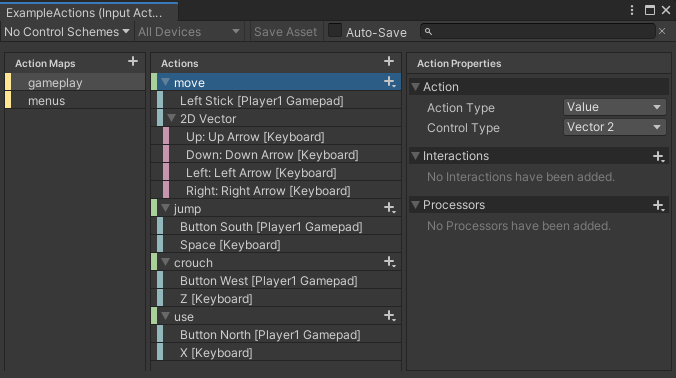 ExampleActions (Input Act...
No Control Schemes All Devices Save Asset Auto-Save
Action Maps
gameplay
menus
Actions
move
Left Stick [Player1 Gamepad]
2D Vector
Up: Up Arrow [Keyboard]
Down: Down Arrow [Keyboard]
Left: Left Arrow [Keyboard]
Right: Right Arrow [Keyboard]
jump
Button South [Player1 Gamepad]
Space [Keyboard]
crouch
Button West [Player1 Gamepad]
Z [Keyboard]
use
Button North [Player1 Gamepad]
X [Keyboard]
Action Properties
Action
Action Type Value
Control Type Vector 2
Interactions
No Interactions have been added.
Processors
No Processors have been added.